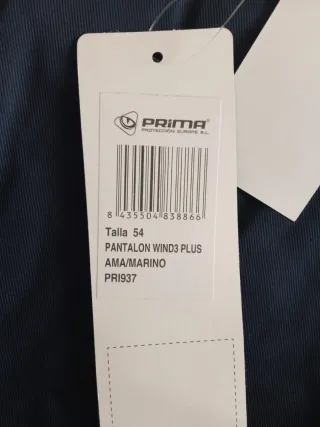 PRiMA®
PROTECCIÓN EUROPE S.L.
8 435504 838866
Talla 54
PANTALON WIND3 PLUS
AMA/MARINO
PRI937